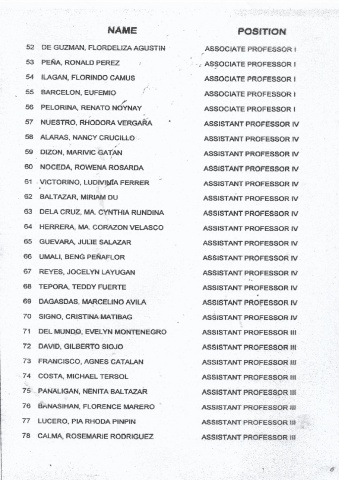 NAME POSITION
52 DE GUZMAN, FLORDELIZA AGUSTIN ASSOCIATE PROFESSOR I
53 PEÑA, RONALD PEREZ ASSOCIATE PROFESSOR I
54 ILAGAN, FLORINDO CAMUS ASSOCIATE PROFESSOR I
55 BARCELON, EUFEMIO ASSOCIATE PROFESSOR I
56 PELORINA, RENATO NOYNAY ASSOCIATE PROFESSOR I
57 NUESTRO, RHODORA VERGAÑA ASSISTANT PROFESSOR IV
58 ALARAS, NANCY CRUCILLO ASSISTANT PROFESSOR IV
59 DIZON, MARIVIC GATAN ASSISTANT PROFESSOR IV
60 NOCEDA, ROWENA ROSARDA ASSISTANT PROFESSOR IV
61 VICTORINO, LUDIVINIA FERRER ASSISTANT PROFESSOR IV
62 BALTAZAR, MIRIAM DU ASSISTANT PROFESSOR IV
63 DELA CRUZ, MA. CYNTHIA RUNDINA ASSISTANT PROFESSOR IV
64 HERRERA, MA. CORAZON VELASCO ASSISTANT PROFESSOR IV
65 GUEVARA, JULIE SALAZAR ASSISTANT PROFESSOR IV
66 UMALI, BENG PEÑAFLOR ASSISTANT PROFESSOR IV
67 REYES, JOCELYN LAYUGAN ASSISTANT PROFESSOR IV
68 TEPORA, TEDDY FUERTE ASSISTANT PROFESSOR IV
69 DAGASDAS, MARCELINO AVILA ASSISTANT PROFESSOR IV
70 SIGNO, CRISTINA MATIBAG ASSISTANT PROFESSOR IV
71 DEL MUNDO, EVELYN MONTENEGRO ASSISTANT PROFESSOR III
72 DAVID, GILBERTO SIOJO ASSISTANT PROFESSOR III
73 FRANCISCO, AGNES CATALAN ASSISTANT PROFESSOR III
74 COSTA, MICHAEL TERSOL ASSISTANT PROFESSOR III
75 PANALIGAN, NENITA BALTAZAR ASSISTANT PROFESSOR III
76 BANASIHAN, FLORENCE MARERO ASSISTANT PROFESSOR III
77 LUCERO, PIA RHODA PINPIN ASSISTANT PROFESSOR III
78 CALMA, ROSEMARIE RODRIGUEZ ASSISTANT PROFESSOR III
6